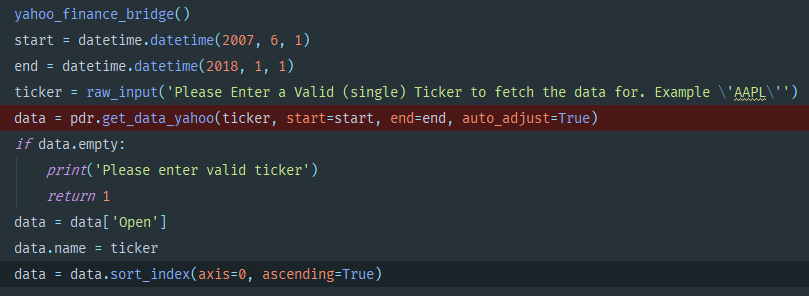 yahoo_finance_bridge()
start = datetime.datetime(2007, 6, 1)
end = datetime.datetime(2018, 1, 1)
ticker = raw_input('Please Enter a Valid (single) Ticker to fetch the data for. Example \'AAPL\'')
data = pdr.get_data_yahoo(ticker, start=start, end=end, auto_adjust=True)
if data.empty:
    print('Please enter valid ticker')
    return 1
data = data['Open']
data.name = ticker
data = data.sort_index(axis=0, ascending=True)